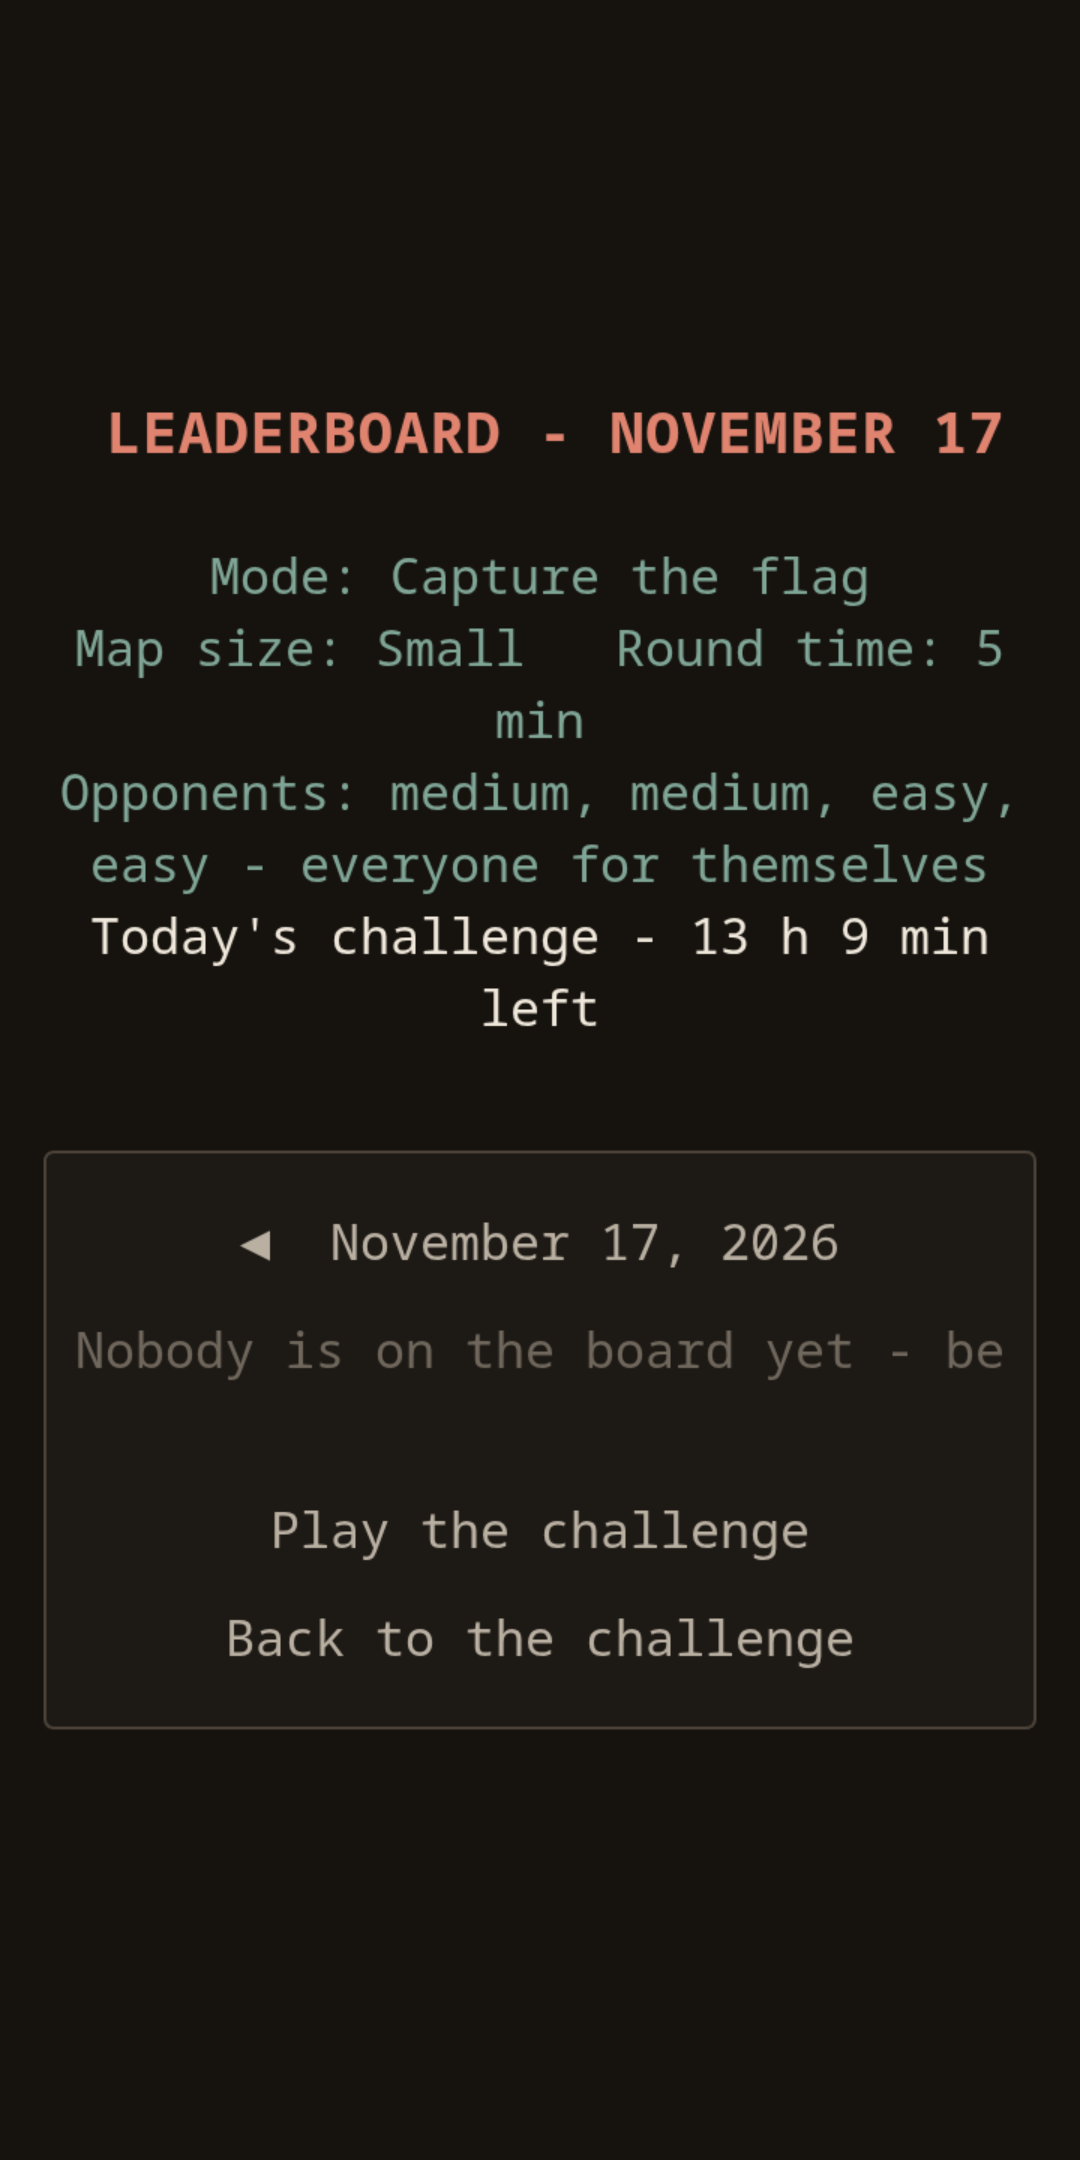 LEADERBOARD - NOVEMBER 17
Mode: Capture the flag
Map size: Small   Round time: 5
min
Opponents: medium, medium, easy,
easy - everyone for themselves
Today's challenge - 13 h 9 min
left
◀ November 17, 2026
Nobody is on the board yet - be
Play the challenge
Back to the challenge